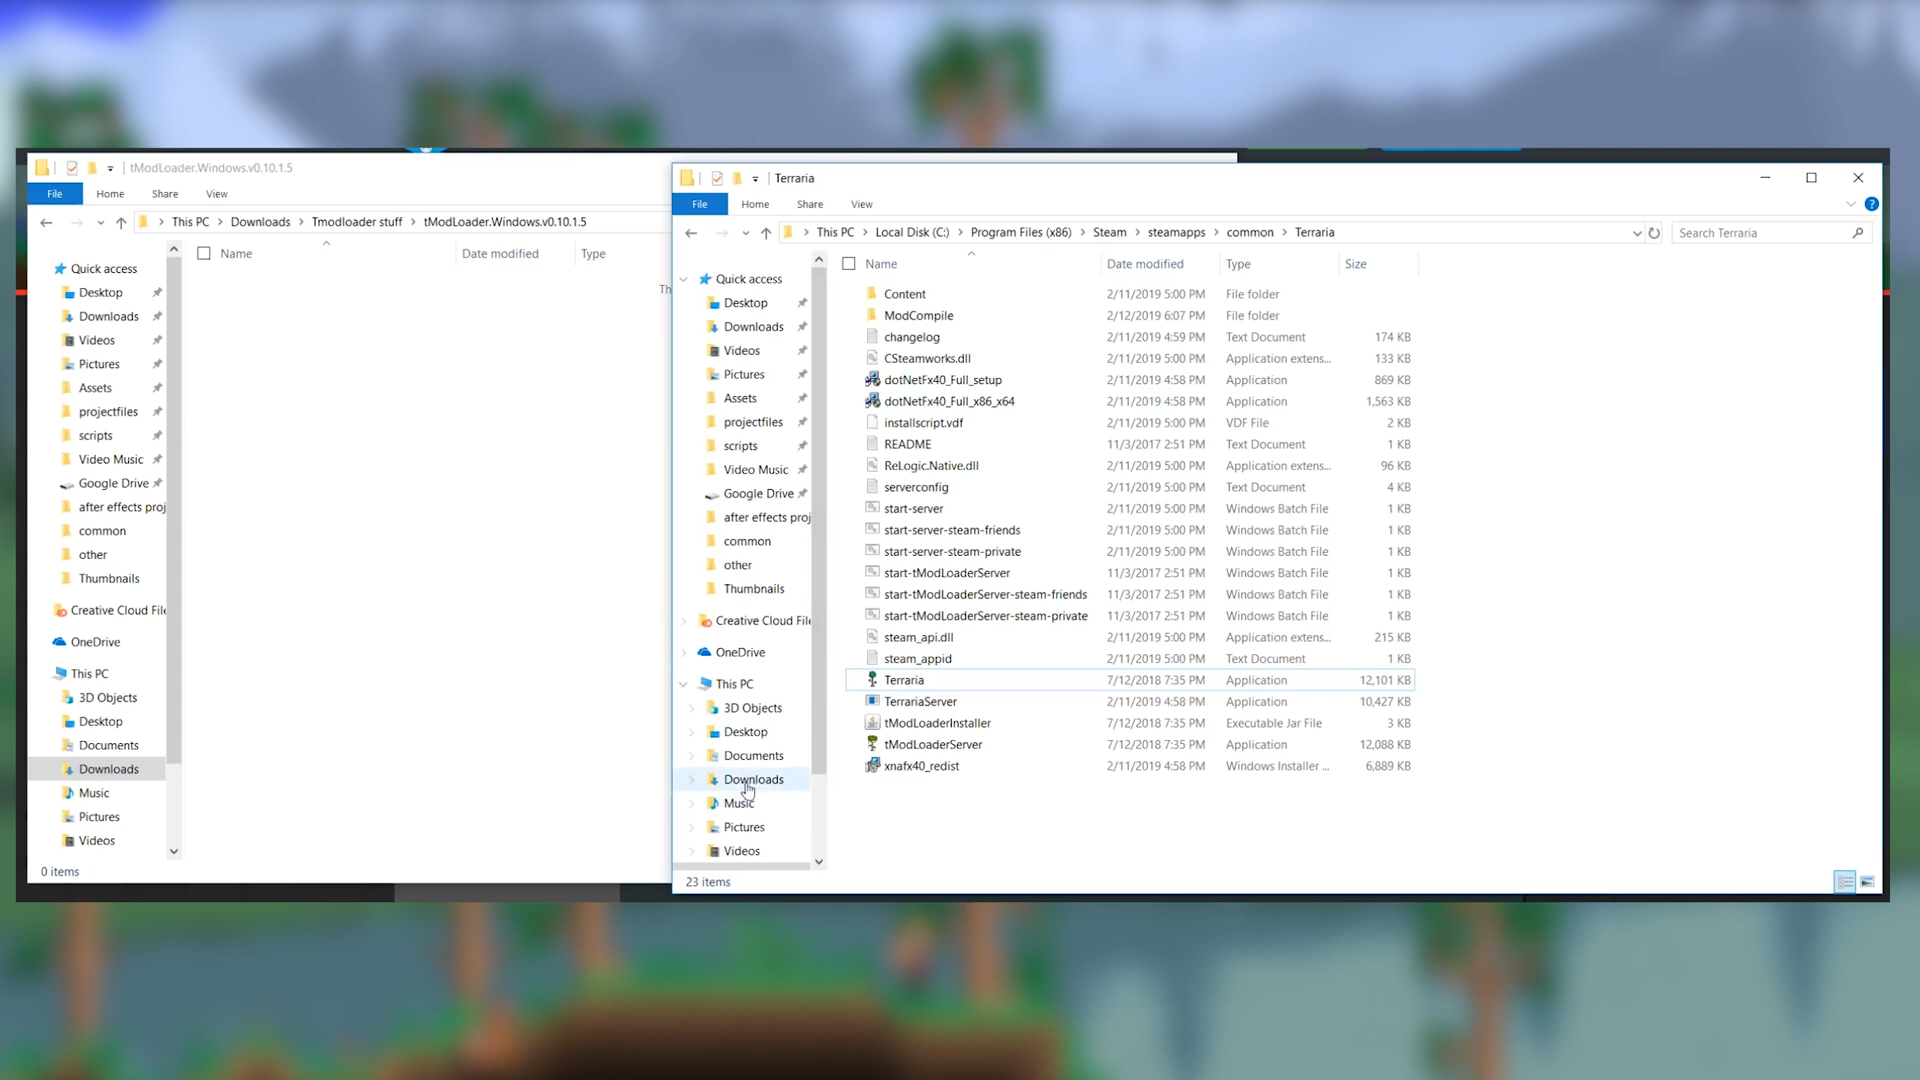 tModLoader.Windows.v0.10.1.5
File Home Share View
This PC Downloads Tmodloader stuff tModLoader.Windows.v0.10.1.5
Name Date modified Type
Th
Quick access
Desktop
Downloads
Videos
Pictures
Assets
projectfiles
scripts
Video Music
Google Drive
after effects proj
common
other
Thumbnails
Creative Cloud File
OneDrive
This PC
3D Objects
Desktop
Documents
Downloads
Music
Pictures
Videos
0 items
Terraria
File Home Share View
This PC Local Disk (C:) Program Files (x86) Steam steamapps common Terraria
Search Terraria
Quick access
Desktop
Downloads
Videos
Pictures
Assets
projectfiles
scripts
Video Music
Google Drive
after effects proj
common
other
Thumbnails
Creative Cloud File
OneDrive
This PC
3D Objects
Desktop
Documents
Downloads
Music
Pictures
Videos
Name Date modified Type Size
Content 2/11/2019 5:00 PM File folder
ModCompile 2/12/2019 6:07 PM File folder
changelog 2/11/2019 4:59 PM Text Document 174 KB
CSteamworks.dll 2/11/2019 5:00 PM Application extens... 133 KB
dotNetFx40_Full_setup 2/11/2019 4:58 PM Application 869 KB
dotNetFx40_Full_x86_x64 2/11/2019 4:58 PM Application 1,563 KB
installscript.vdf 2/11/2019 5:00 PM VDF File 2 KB
README 11/3/2017 2:51 PM Text Document 1 KB
ReLogic.Native.dll 2/11/2019 5:00 PM Application extens... 96 KB
serverconfig 2/11/2019 5:00 PM Text Document 4 KB
start-server 2/11/2019 5:00 PM Windows Batch File 1 KB
start-server-steam-friends 2/11/2019 5:00 PM Windows Batch File 1 KB
start-server-steam-private 2/11/2019 5:00 PM Windows Batch File 1 KB
start-tModLoaderServer 11/3/2017 2:51 PM Windows Batch File 1 KB
start-tModLoaderServer-steam-friends 11/3/2017 2:51 PM Windows Batch File 1 KB
start-tModLoaderServer-steam-private 11/3/2017 2:51 PM Windows Batch File 1 KB
steam_api.dll 2/11/2019 5:00 PM Application extens... 215 KB
steam_appid 2/11/2019 5:00 PM Text Document 1 KB
Terraria 7/12/2018 7:35 PM Application 12,101 KB
TerrariaServer 2/11/2019 4:58 PM Application 10,427 KB
tModLoaderInstaller 7/12/2018 7:35 PM Executable Jar File 3 KB
tModLoaderServer 7/12/2018 7:35 PM Application 12,088 KB
xnafx40_redist 2/11/2019 4:58 PM Windows Installer ... 6,889 KB
23 items